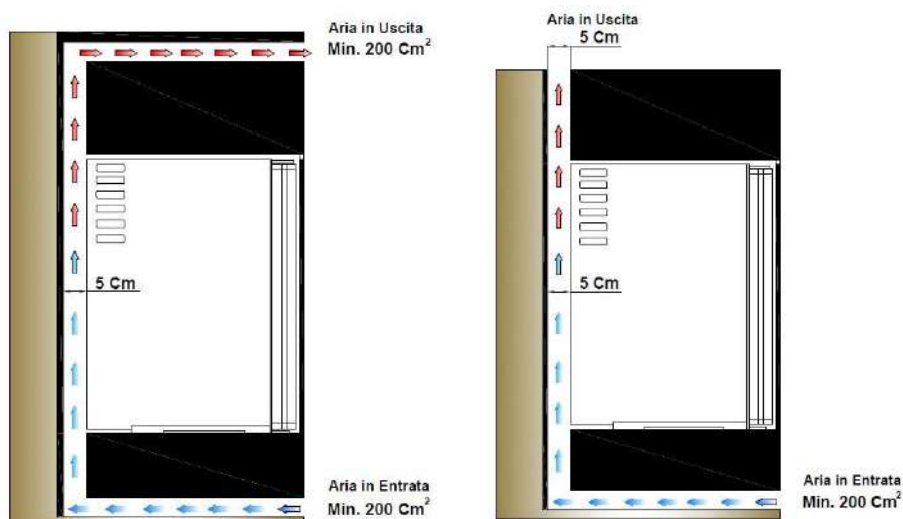 Aria in Uscita
Min. 200 Cm²
5 Cm
Aria in Entrata
Min. 200 Cm²
Aria in Uscita
5 Cm
5 Cm
Aria in Entrata
Min. 200 Cm²